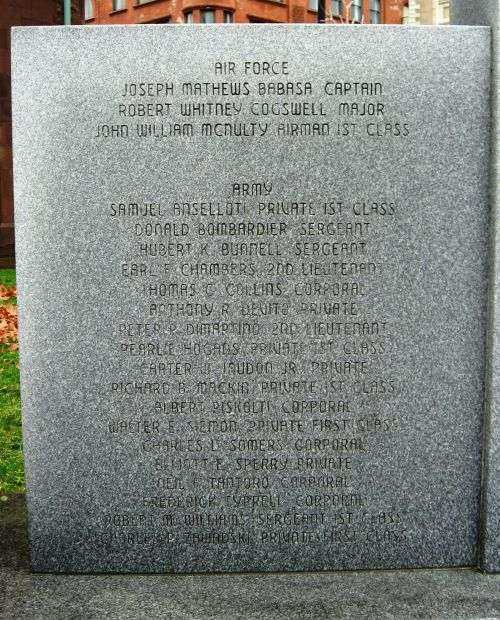 AIR FORCE
JOSEPH MATHEWS BABASA CAPTAIN
ROBERT WHITNEY COGSWELL MAJOR
JOHN WILLIAM MCNULTY AIRMAN 1ST CLASS
ARMY
SAMUEL ANSELLOTI PRIVATE 1ST CLASS
DONALD BOMBARDIER SERGEANT
HUBERT K. BUNNELL SERGEANT
EARL F. CHAMBERS 2ND LIEUTENANT
THOMAS C. COLLINS CORPORAL
ANTHONY R. DEVITO PRIVATE
PETER P. DIMARTINO 2ND LIEUTENANT
PEARLIE HOGANS PRIVATE 1ST CLASS
CARTER J. JAUDON JR. PRIVATE
RICHARD A. MACKIN PRIVATE 1ST CLASS
ALBERT PISKOLTI CORPORAL
WALTER E. SIEMON PRIVATE FIRST CLASS
CHARLES L. SOMERS CORPORAL
ELLIOTT E. SPERRY PRIVATE
NEIL F. TANTORO CORPORAL
FREDERICK TYRRELL CORPORAL
ROBERT M. WILLIAMS SERGEANT 1ST CLASS
ZAWADSKI PRIVATE FIRST CLASS